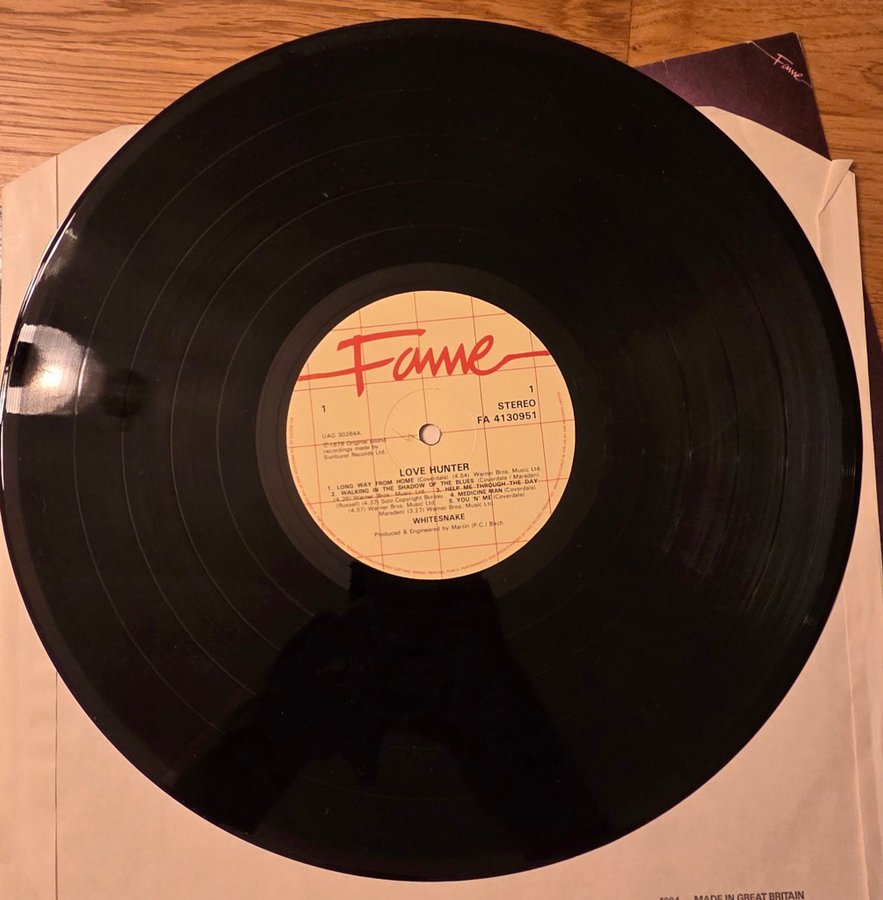 Fame
Fame
1
1
STEREO
FA 4130951
UAG 30264A
Ⓟ1979 Original sound
recordings made by
Sunburst Records Ltd.
LOVE HUNTER
1. LONG WAY FROM HOME (Coverdale) (4.54) Warner Bros. Music Ltd.
2. WALKING IN THE SHADOW OF THE BLUES (Coverdale / Marsden)
(4.26) Warner Bros. Music Ltd. 3. HELP ME THROUGH THE DAY
(Russell) (4.37) Solo Copyright Bureau 4. MEDICINE MAN (Coverdale)
(4.57) Warner Bros. Music Ltd. 5. YOU 'N' ME (Coverdale/
Marsden) (3.27) Warner Bros. Music Ltd.
WHITESNAKE
Produced & Engineered by Martin (P.C.) Birch
MADE IN GREAT BRITAIN